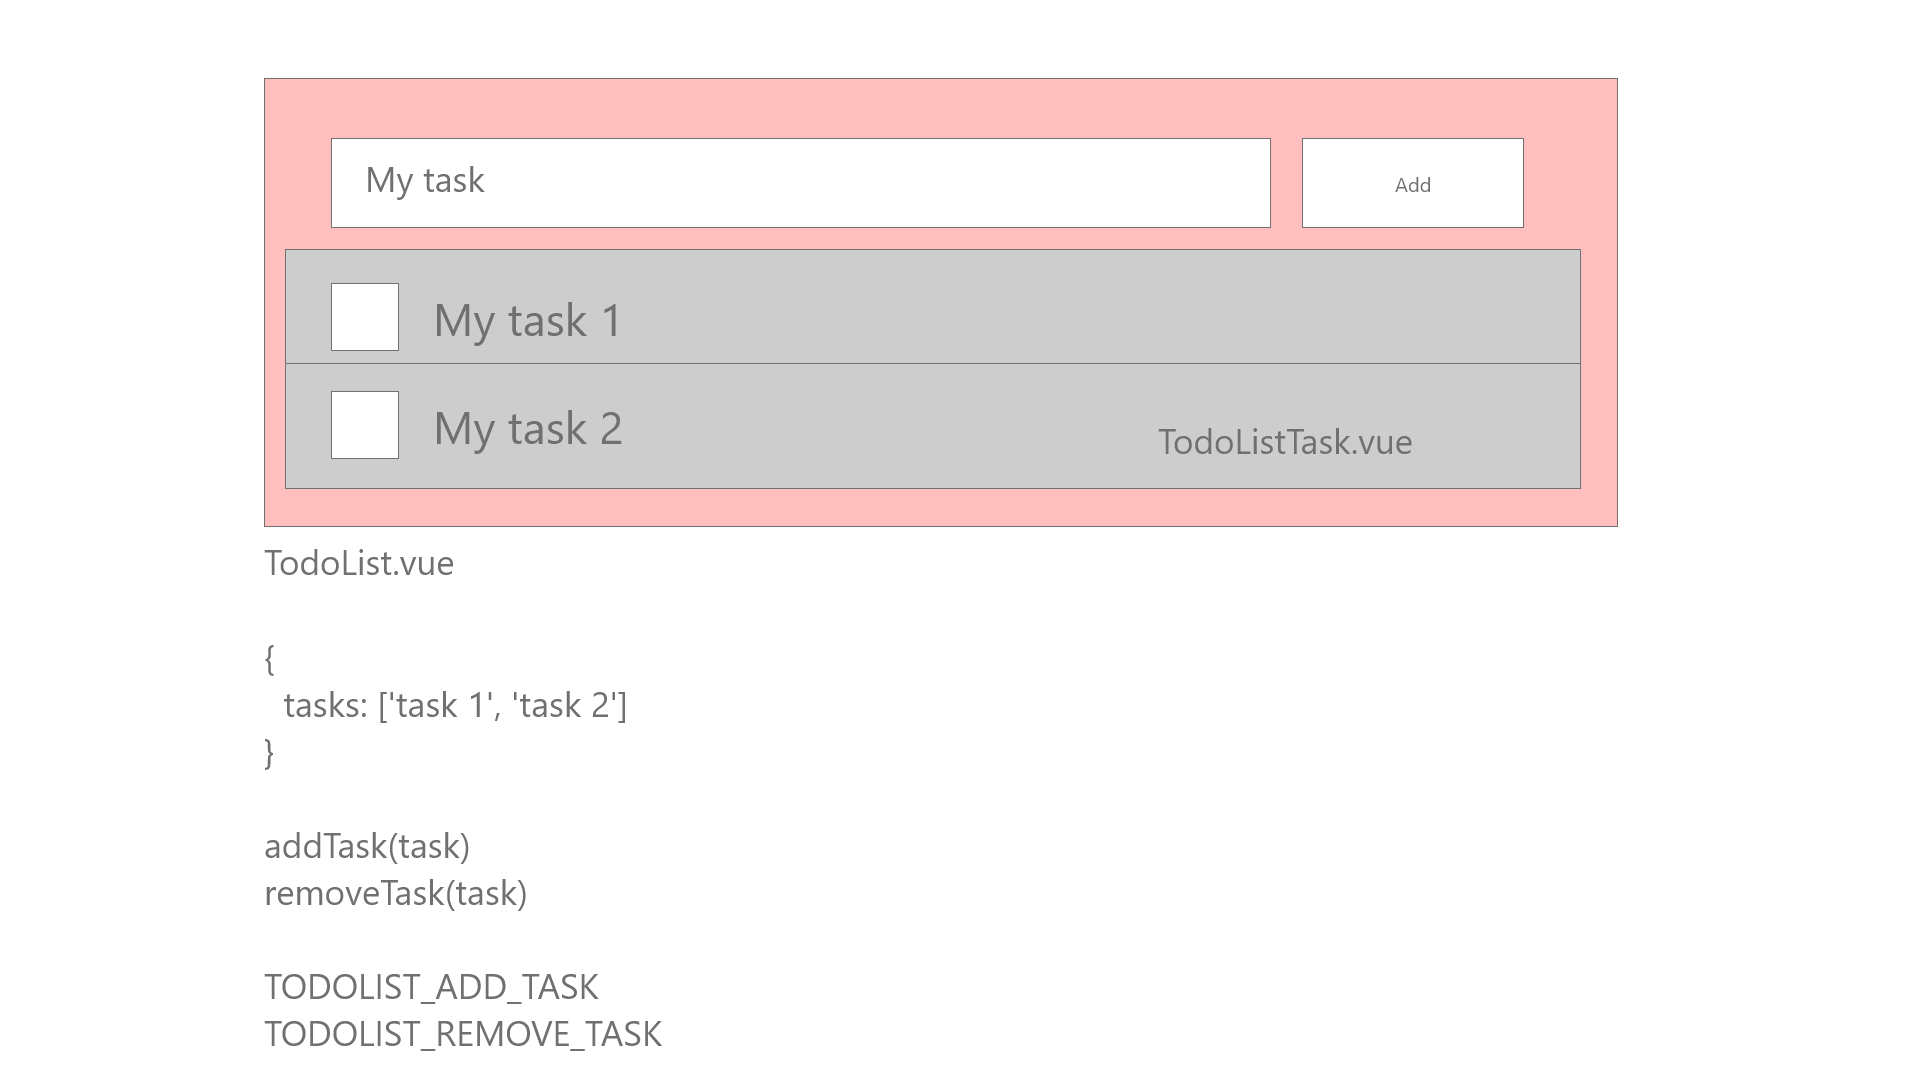 My task
Add
My task 1
My task 2
TodoListTask.vue
TodoList.vue
{
  tasks: ['task 1', 'task 2']
}
addTask(task)
removeTask(task)
TODOLIST_ADD_TASK
TODOLIST_REMOVE_TASK